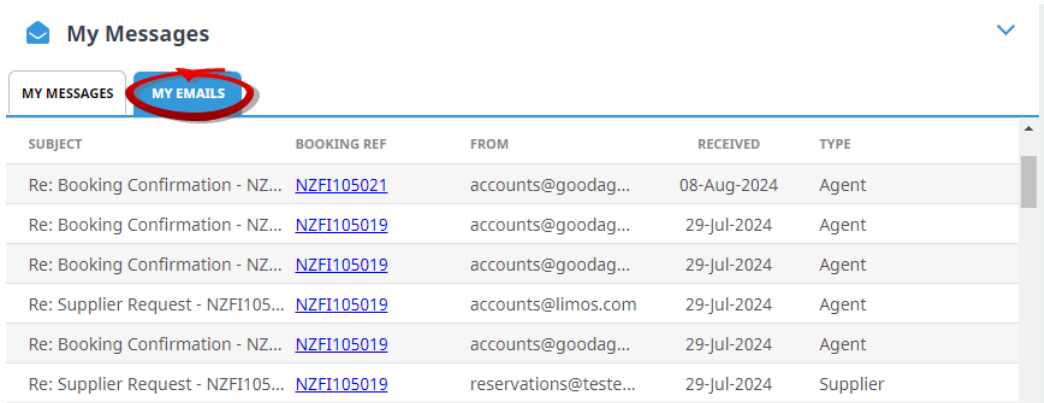 My Messages
MY MESSAGES MY EMAILS
SUBJECT BOOKING REF FROM RECEIVED TYPE
Re: Booking Confirmation - NZ... NZFI105021 accounts@goodag... 08-Aug-2024 Agent
Re: Booking Confirmation - NZ... NZFI105019 accounts@goodag... 29-Jul-2024 Agent
Re: Booking Confirmation - NZ... NZFI105019 accounts@goodag... 29-Jul-2024 Agent
Re: Supplier Request - NZFI105... NZFI105019 accounts@limos.com 29-Jul-2024 Agent
Re: Booking Confirmation - NZ... NZFI105019 accounts@goodag... 29-Jul-2024 Agent
Re: Supplier Request - NZFI105... NZFI105019 reservations@teste... 29-Jul-2024 Supplier